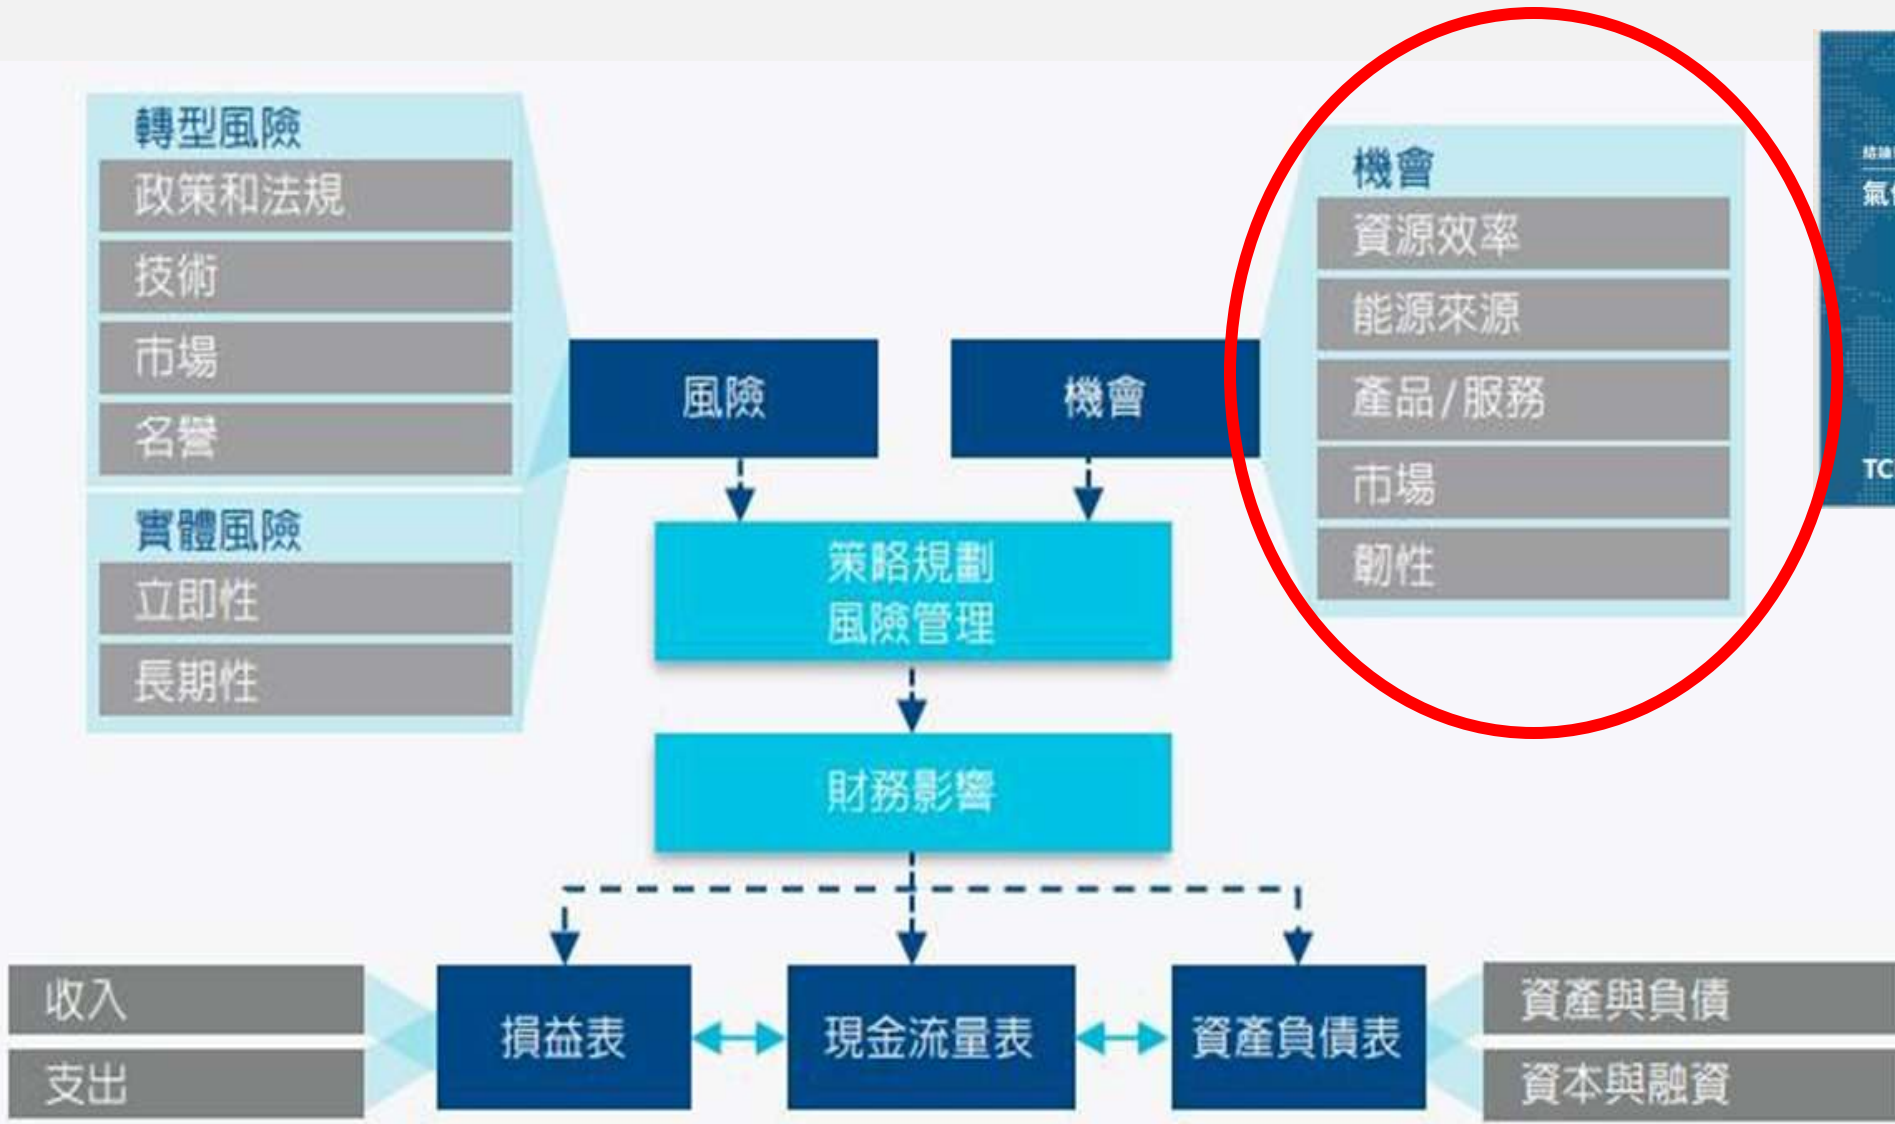 轉型風險
政策和法規
技術
市場
名譽
實體風險
立即性
長期性
風險
機會
機會
資源效率
能源來源
產品/服務
市場
韌性
TC
策略規劃
風險管理
財務影響
收入
支出
損益表
現金流量表
資產負債表
資產與負債
資本與融資